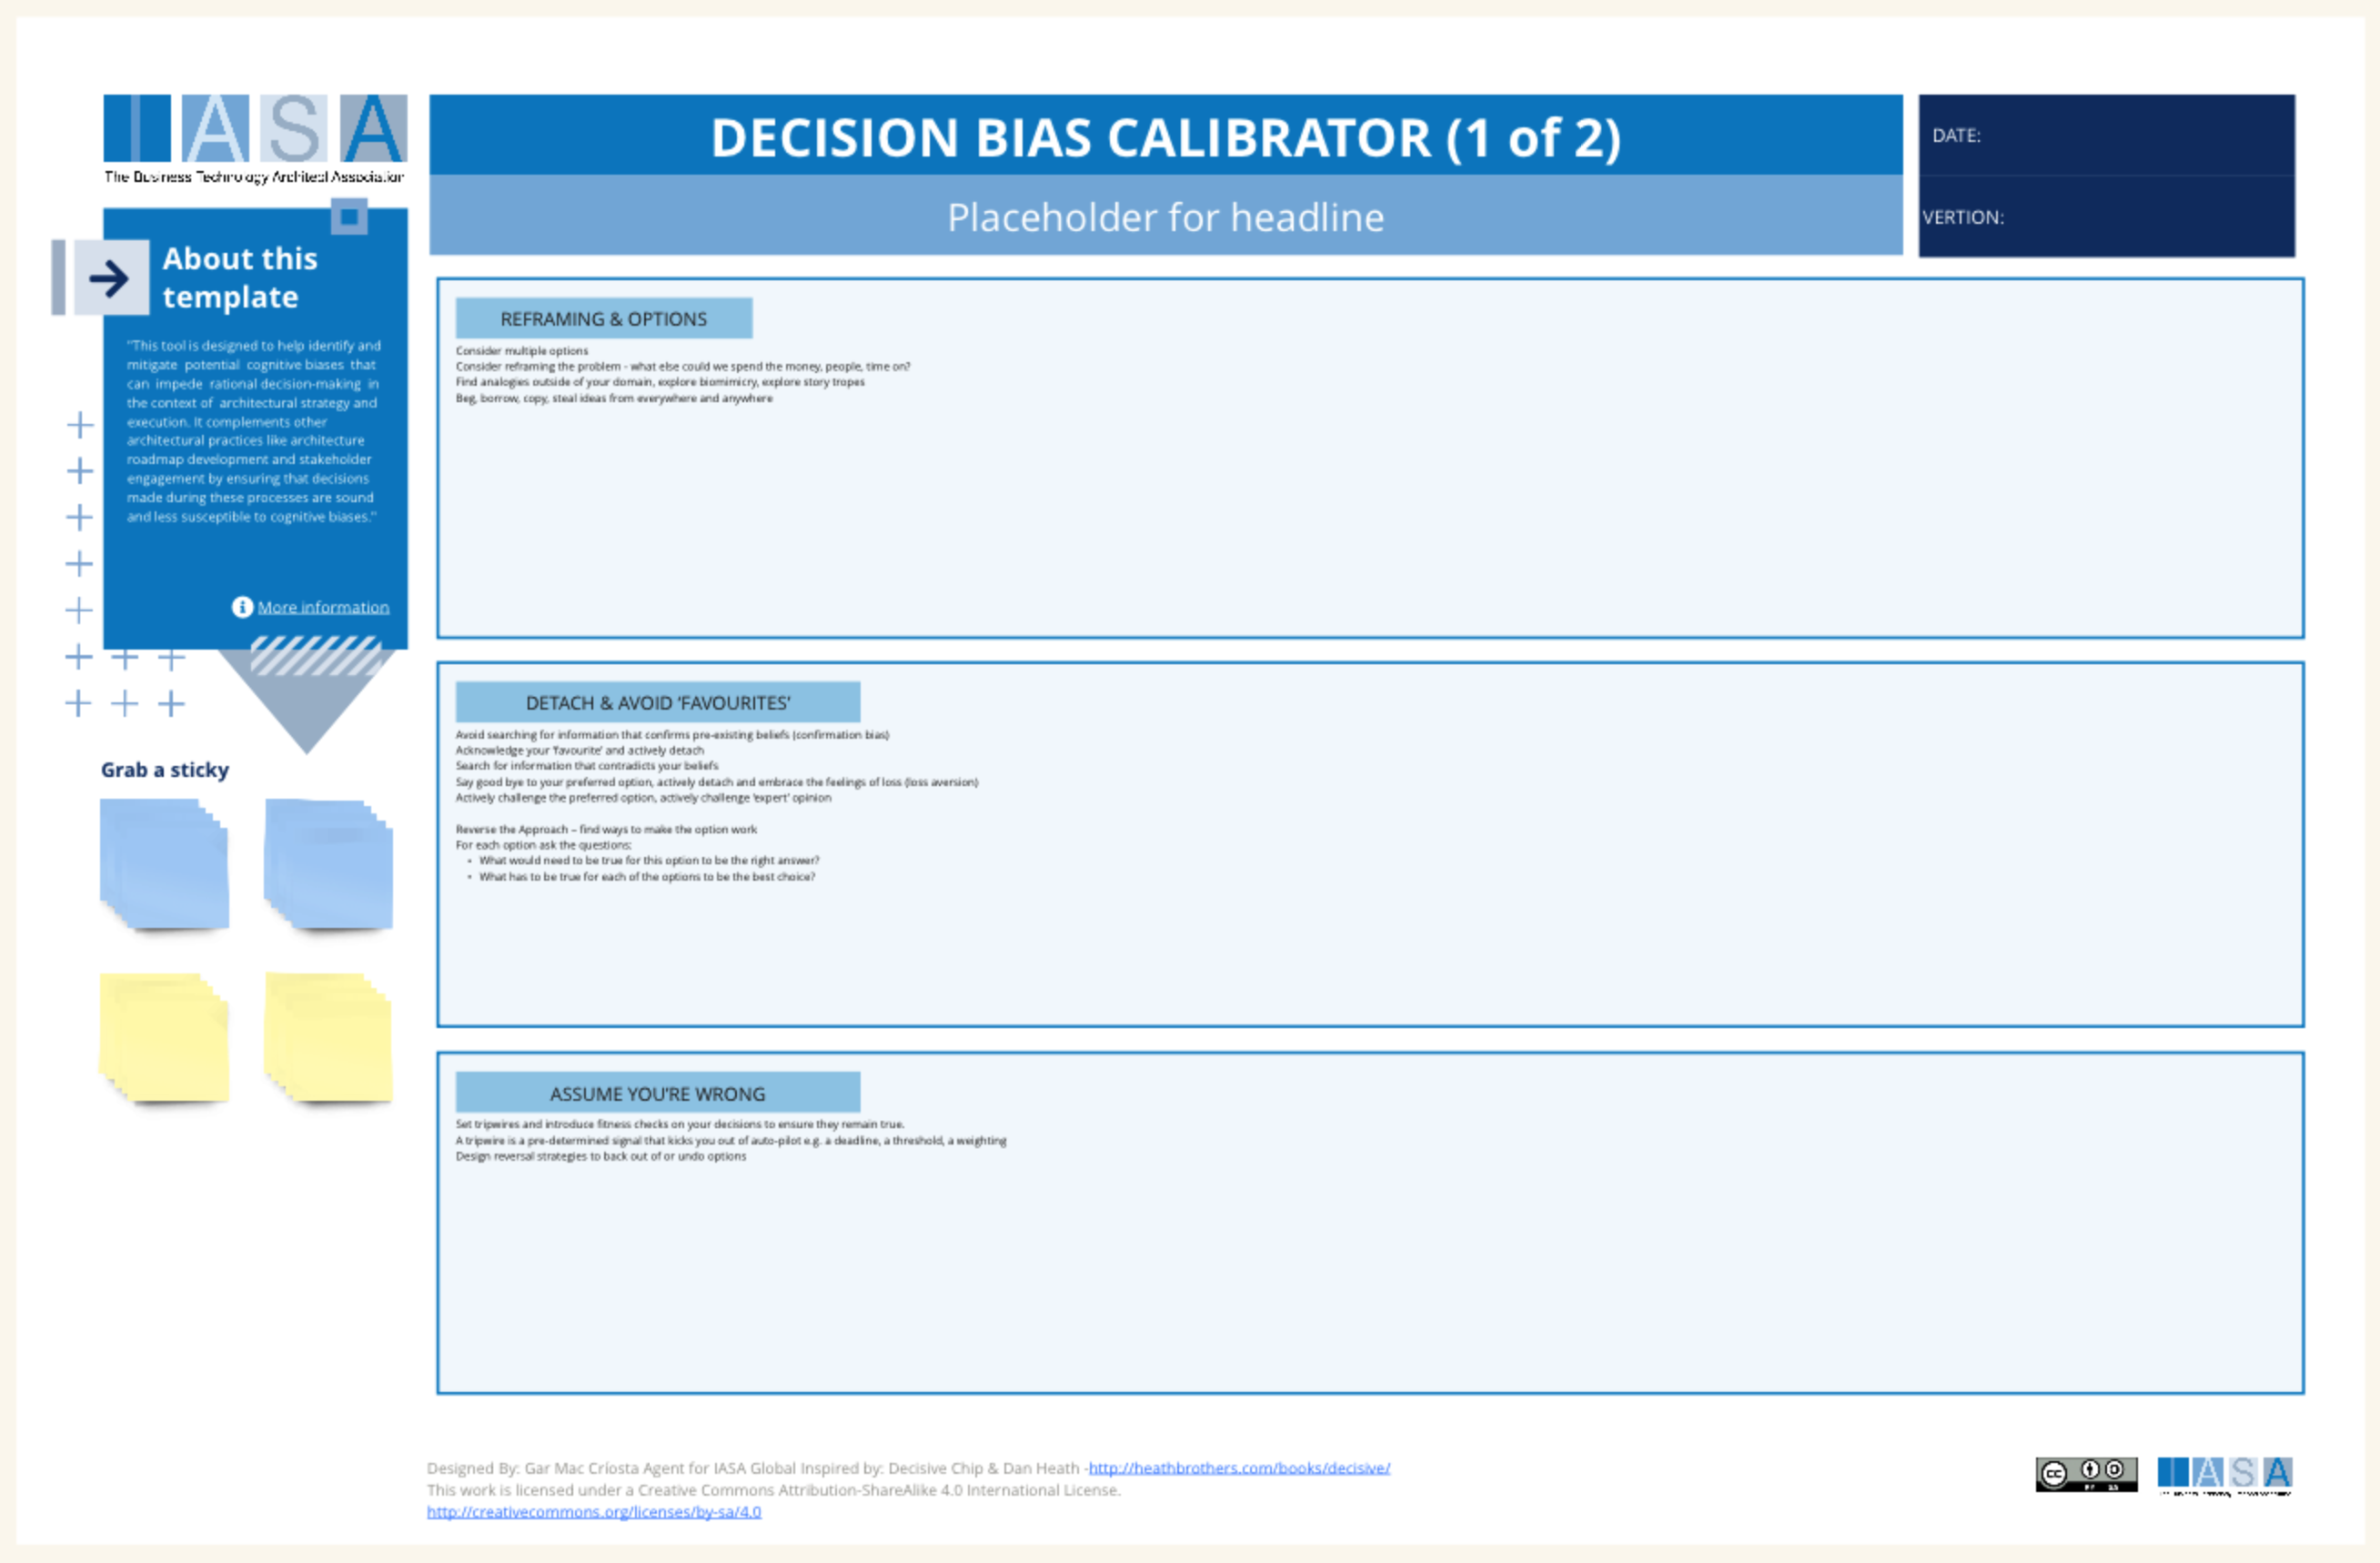 IASA
The Business Technology Architect Association
DECISION BIAS CALIBRATOR (1 of 2)
Placeholder for headline
DATE:
VERTION:
About this
template
"This tool is designed to help identify and
mitigate potential cognitive biases that
can impede rational decision-making in
the context of architectural strategy and
execution. It complements other
architectural practices like architecture
roadmap development and stakeholder
engagement by ensuring that decisions
made during these processes are sound
and less susceptible to cognitive biases."
More information
Grab a sticky
REFRAMING & OPTIONS
Consider multiple options
Consider reframing the problem - what else could we spend the money, people, time on?
Find analogies outside of your domain, explore biomimicry, explore story tropes
Beg, borrow, copy, steal ideas from everywhere and anywhere
DETACH & AVOID ‘FAVOURITES’
Avoid searching for information that confirms pre-existing beliefs (confirmation bias)
Acknowledge your ‘favourite’ and actively detach
Search for information that contradicts your beliefs
Say good bye to your preferred option, actively detach and embrace the feelings of loss (loss aversion)
Actively challenge the preferred option, actively challenge ‘expert’ opinion
Reverse the Approach – find ways to make the option work
For each option ask the questions:
• What would need to be true for this option to be the right answer?
• What has to be true for each of the options to be the best choice?
ASSUME YOU’RE WRONG
Set tripwires and introduce fitness checks on your decisions to ensure they remain true.
A tripwire is a pre-determined signal that kicks you out of auto-pilot e.g. a deadline, a threshold, a weighting
Design reversal strategies to back out of or undo options
Designed By: Gar Mac Críosta Agent for IASA Global Inspired by: Decisive Chip & Dan Heath -http://heathbrothers.com/books/decisive/
This work is licensed under a Creative Commons Attribution-ShareAlike 4.0 International License.
http://creativecommons.org/licenses/by-sa/4.0
cc BY SA
IASA